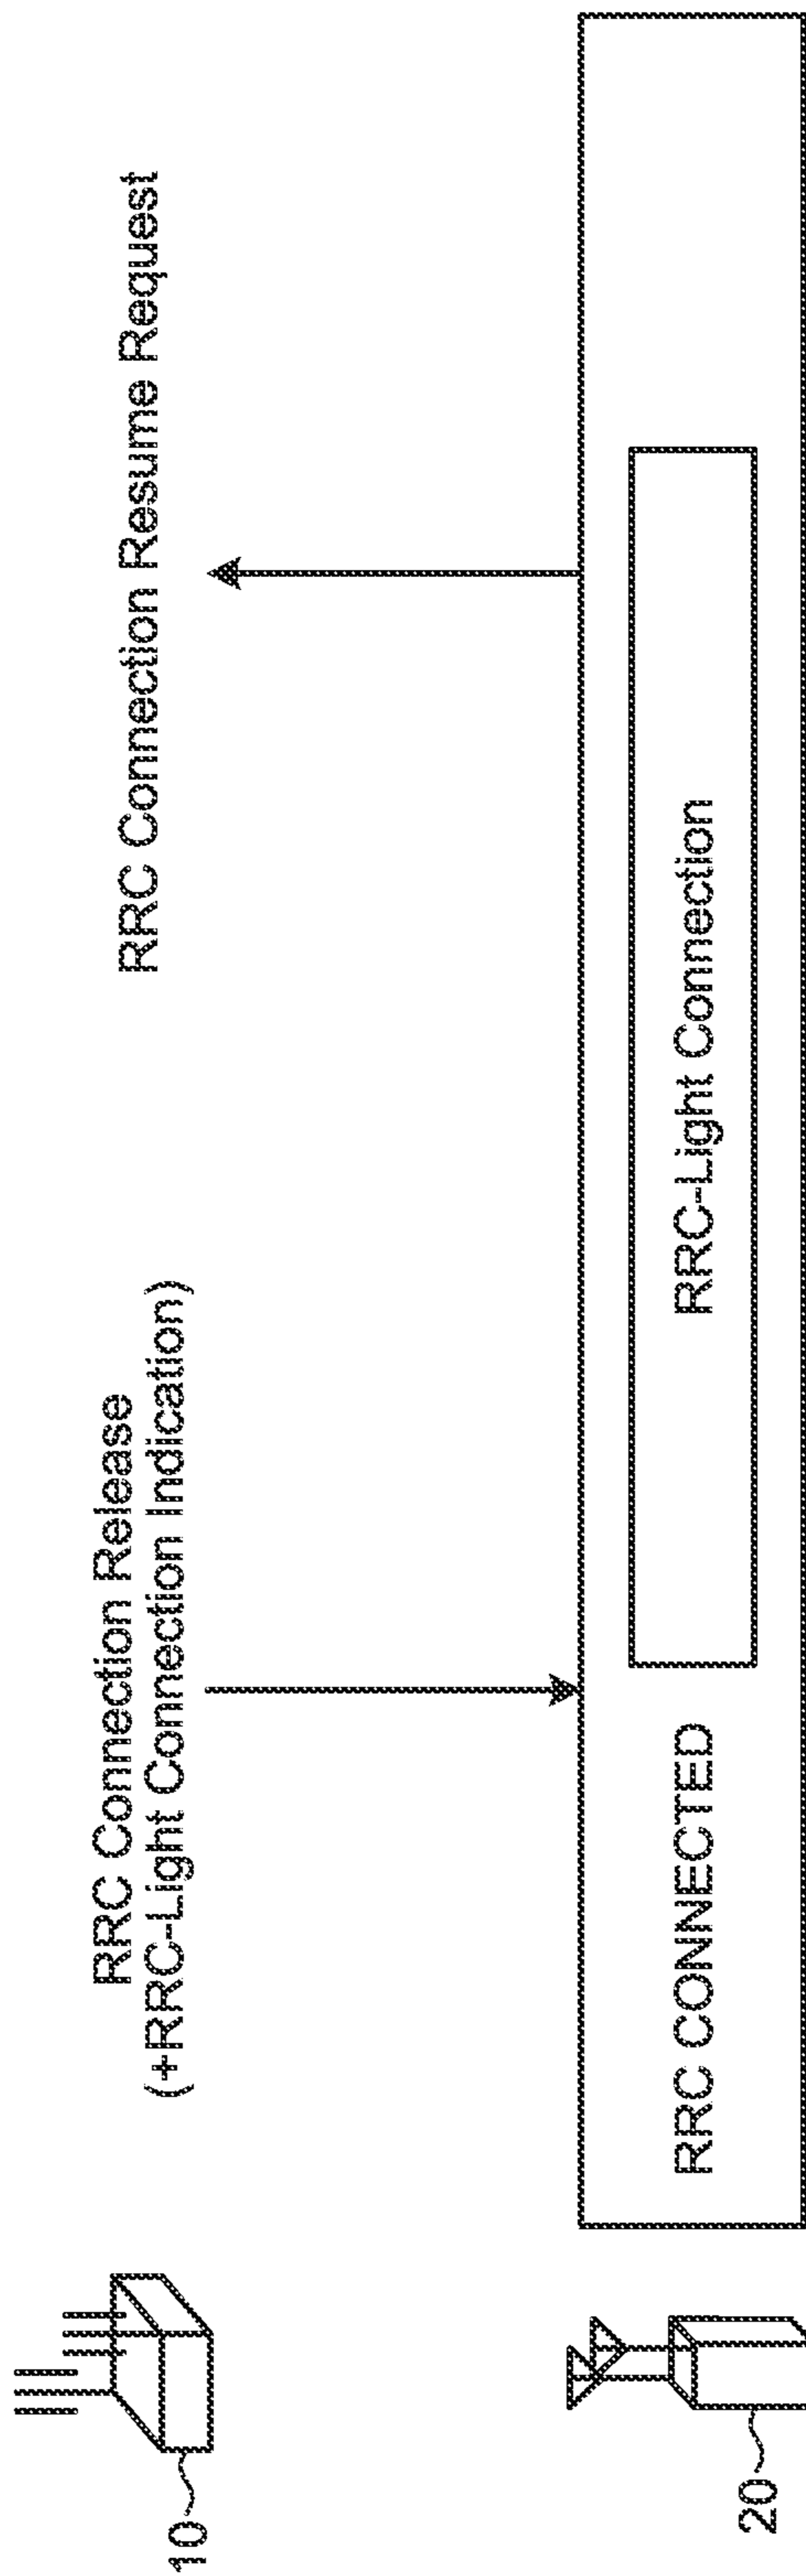 RRC Connection Release
(+RRC-Light Connection Indication)
RRC Connection Resume Request
10
RRC CONNECTED
RRC-Light Connection
20